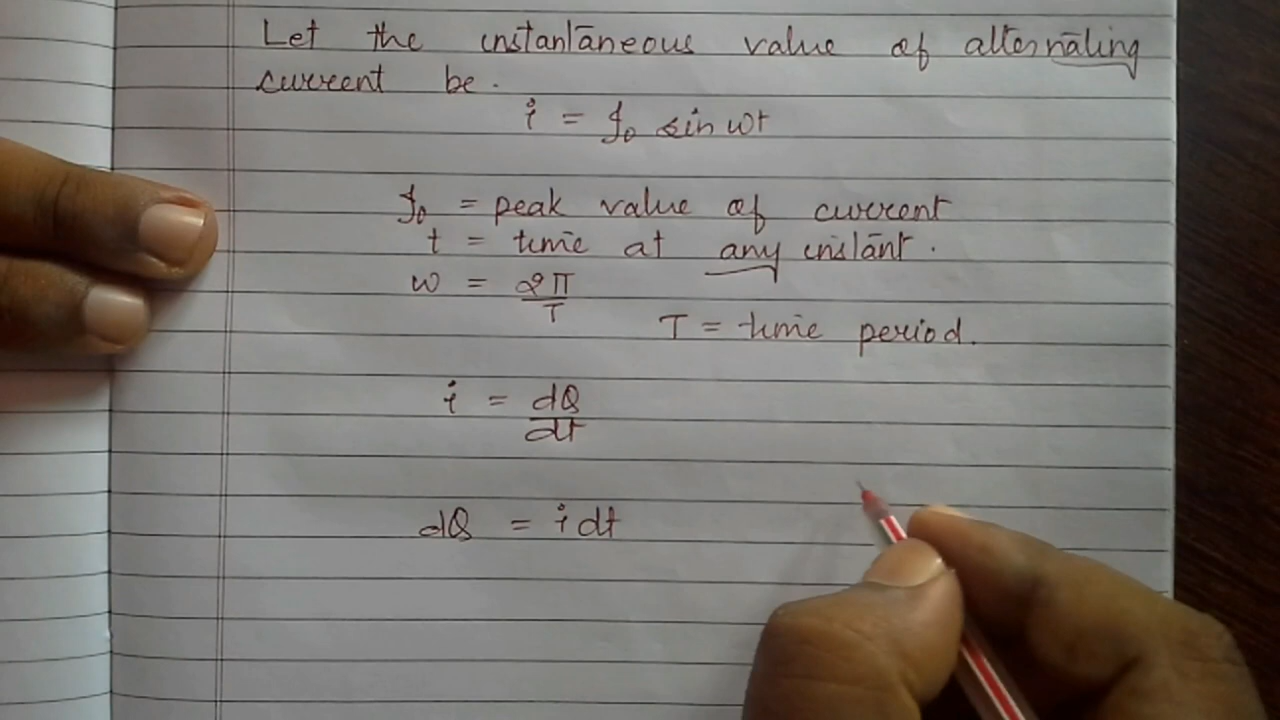 Let the instantaneous value of alternating
current be.
i = I₀ sin ωt
I₀ = peak value of current
t = time at any instant.
ω = 2π/T
T = time period.
i = dQ/dt
dQ = i dt